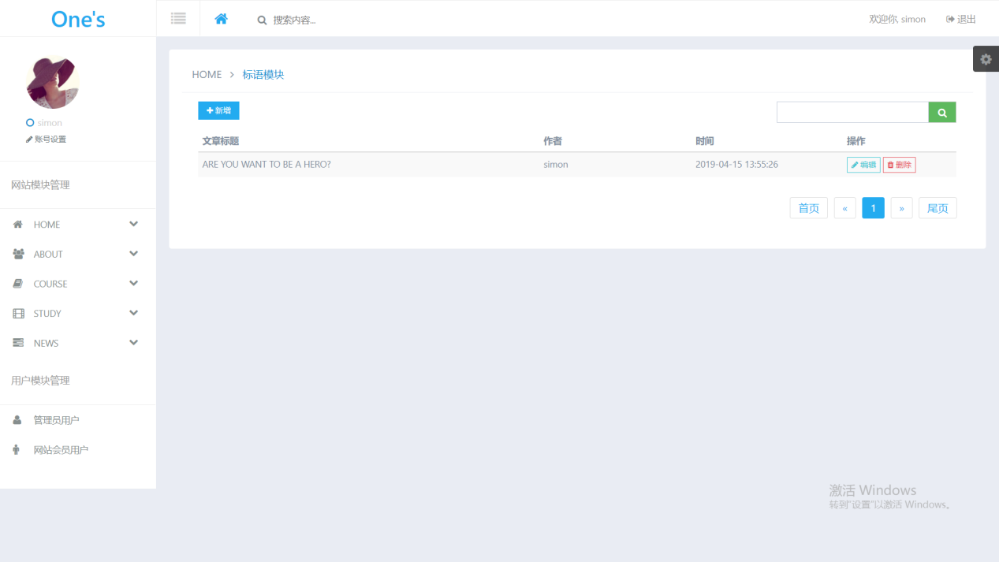 One's
搜索内容...
欢迎你, simon
退出
simon
账号设置
网站模块管理
HOME
ABOUT
COURSE
STUDY
NEWS
用户模块管理
管理员用户
网站会员用户
HOME
标语模块
新增
文章标题 作者 时间 操作
ARE YOU WANT TO BE A HERO? simon 2019-04-15 13:55:26 编辑 删除
首页 « 1 » 尾页
激活 Windows
转到"设置"以激活 Windows。